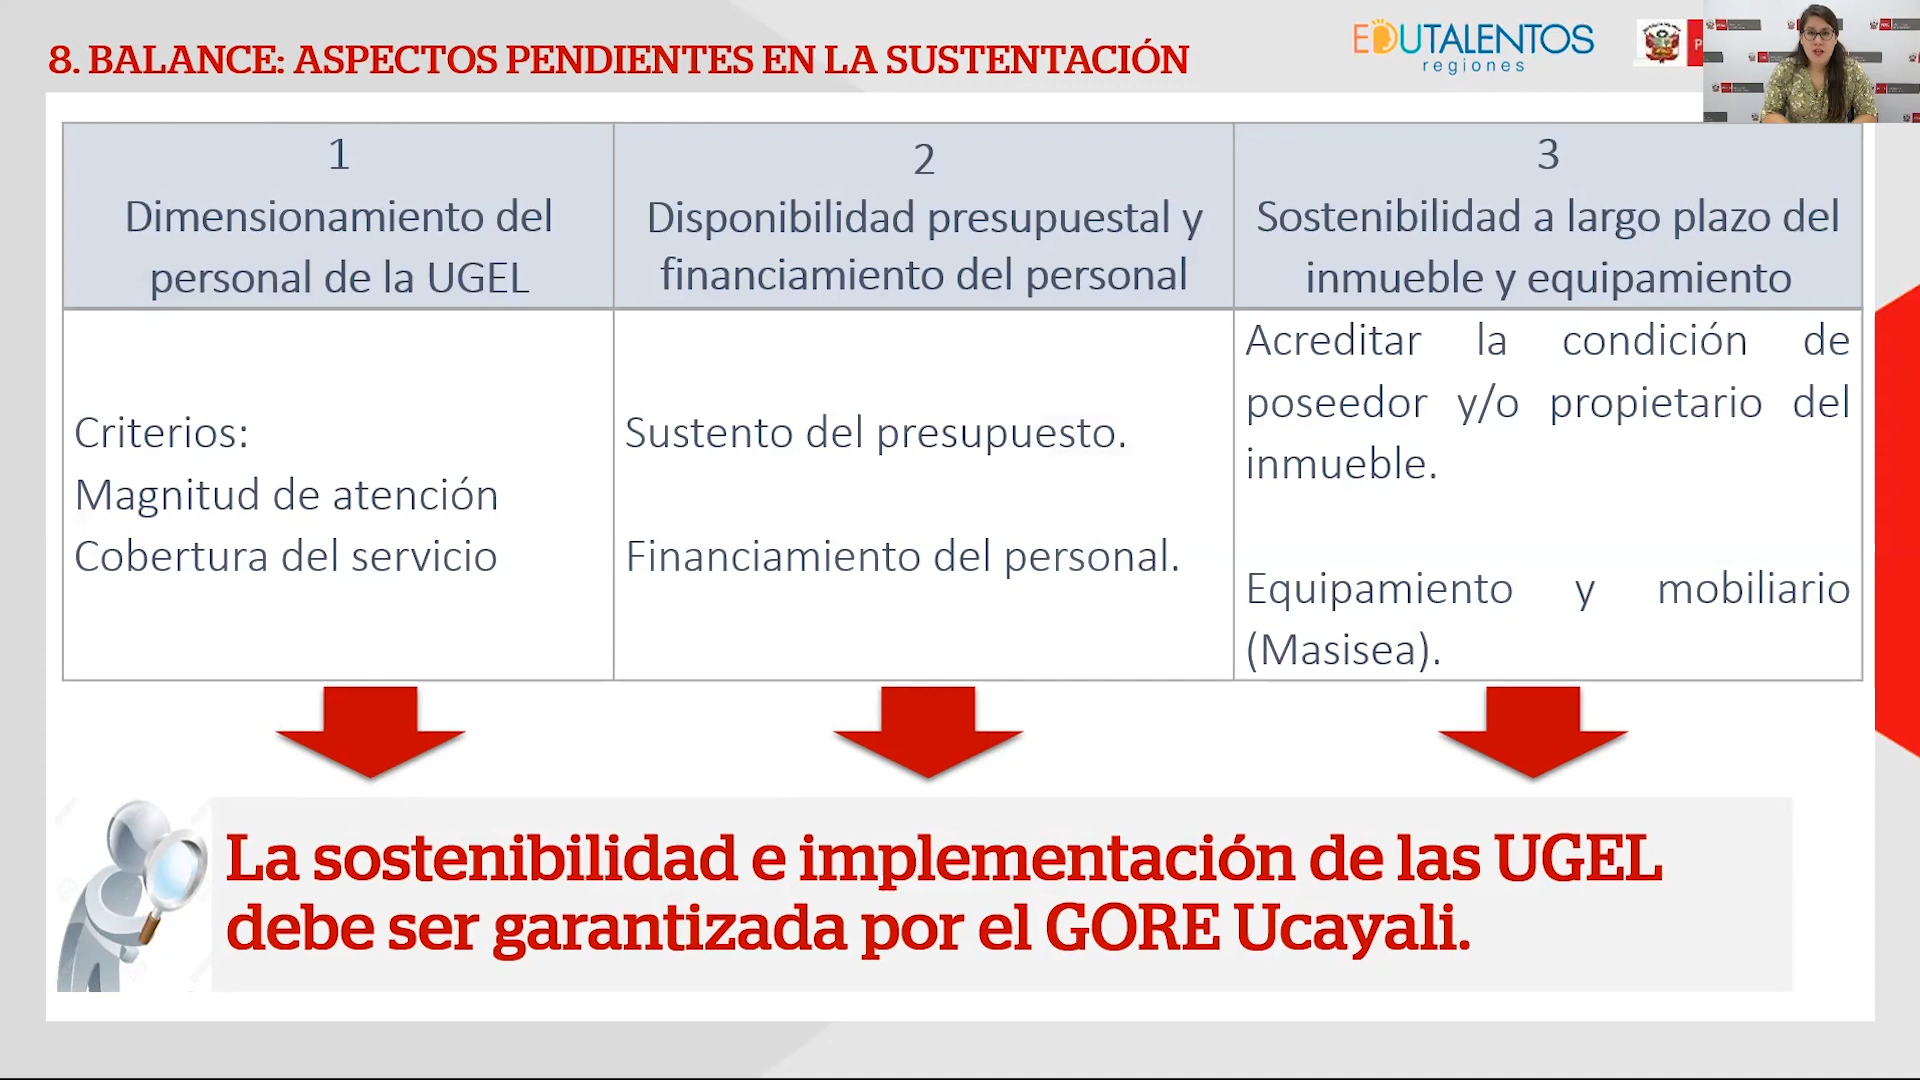 8. BALANCE: ASPECTOS PENDIENTES EN LA SUSTENTACIÓN
EDUTALENTOS
regiones
P
1
Dimensionamiento del
personal de la UGEL
2
Disponibilidad presupuestal y
financiamiento del personal
3
Sostenibilidad a largo plazo del
inmueble y equipamiento
Criterios:
Magnitud de atención
Cobertura del servicio
Sustento del presupuesto.
Financiamiento del personal.
Acreditar la condición de
poseedor y/o propietario del
inmueble.
Equipamiento y mobiliario
(Masisea).
La sostenibilidad e implementación de las UGEL
debe ser garantizada por el GORE Ucayali.